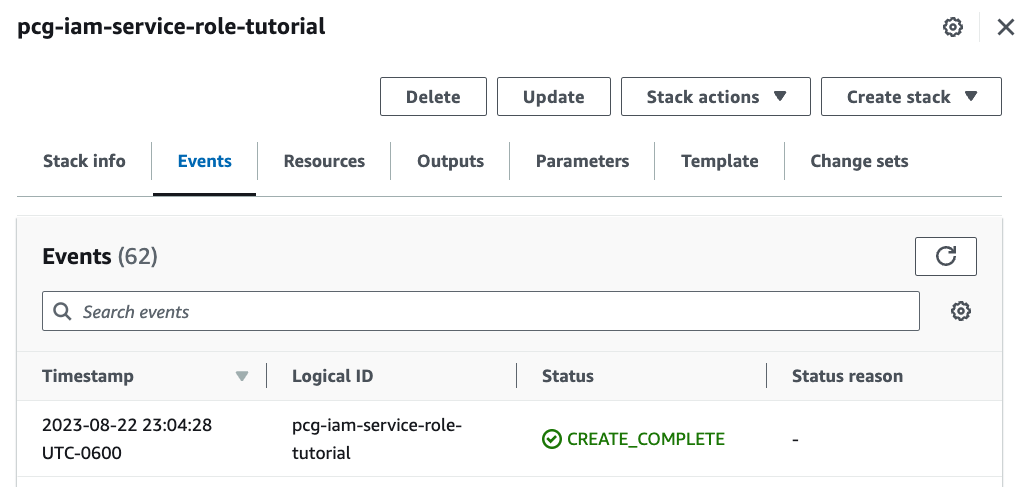 pcg-iam-service-role-tutorial
Delete
Update
Stack actions
Create stack
Stack info
Events
Resources
Outputs
Parameters
Template
Change sets
Events (62)
Search events
Timestamp
Logical ID
Status
Status reason
2023-08-22 23:04:28
UTC-0600
pcg-iam-service-role-
tutorial
CREATE_COMPLETE
-